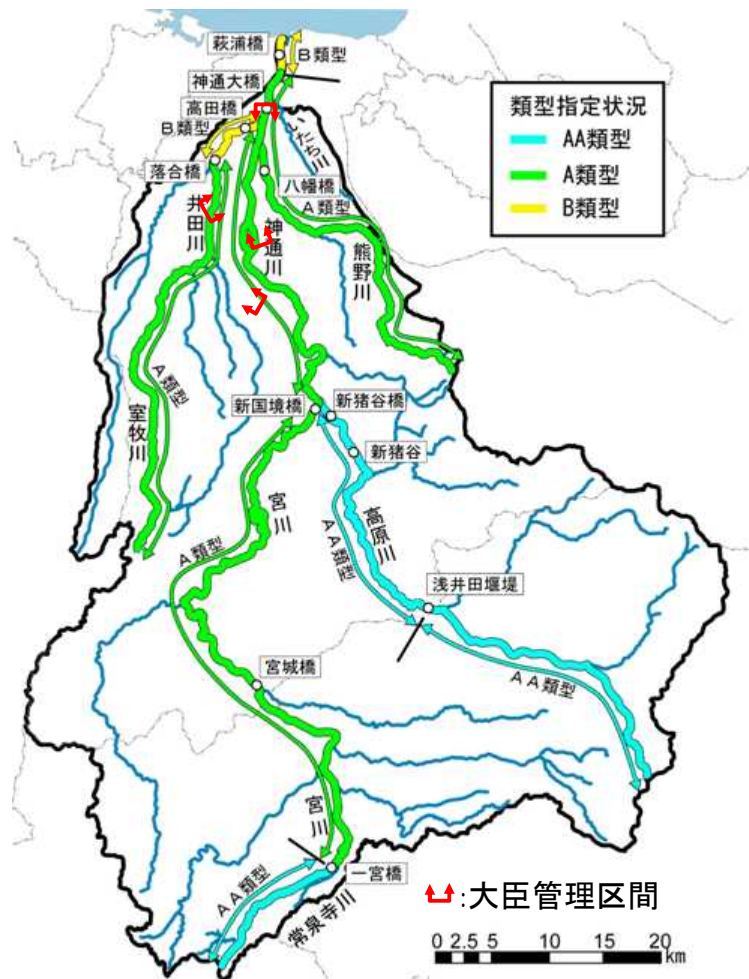 萩浦橋
B類型
神通大橋
高田橋
B類型
いたち川
落合橋
八幡橋
A類型
井田川
神通川
熊野川
類型指定状況
AA類型
A類型
B類型
新国境橋
新猪谷橋
新猪谷
A類型
室牧川
宮川
A類型
AA類型
高原川
浅井田堰堤
AA類型
宮城橋
宮川
一宮橋
AA類型
常泉寺川
:大臣管理区間
0 2.5 5 10 15 20
km